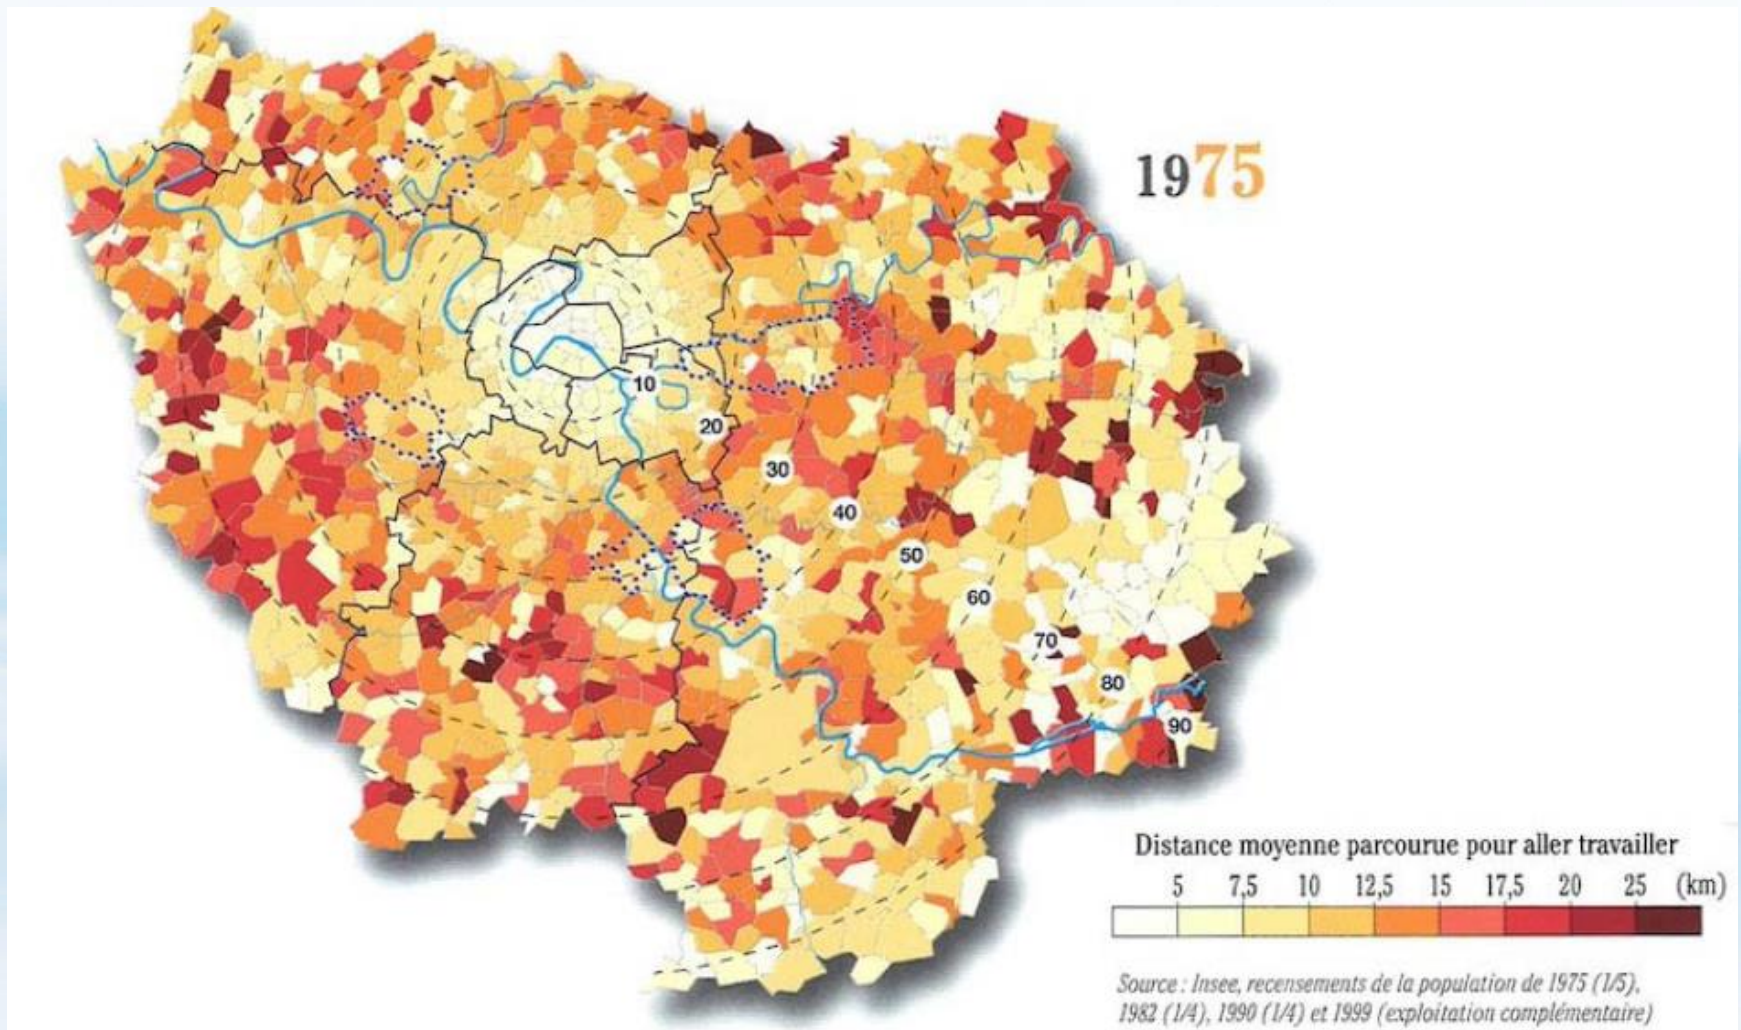 1975
10
20
30
40
50
60
70
80
90
Distance moyenne parcourue pour aller travailler
5 7,5 10 12,5 15 17,5 20 25 (km)
Source : Insee, recensements de la population de 1975 (1/5),
1982 (1/4), 1990 (1/4) et 1999 (exploitation complémentaire)